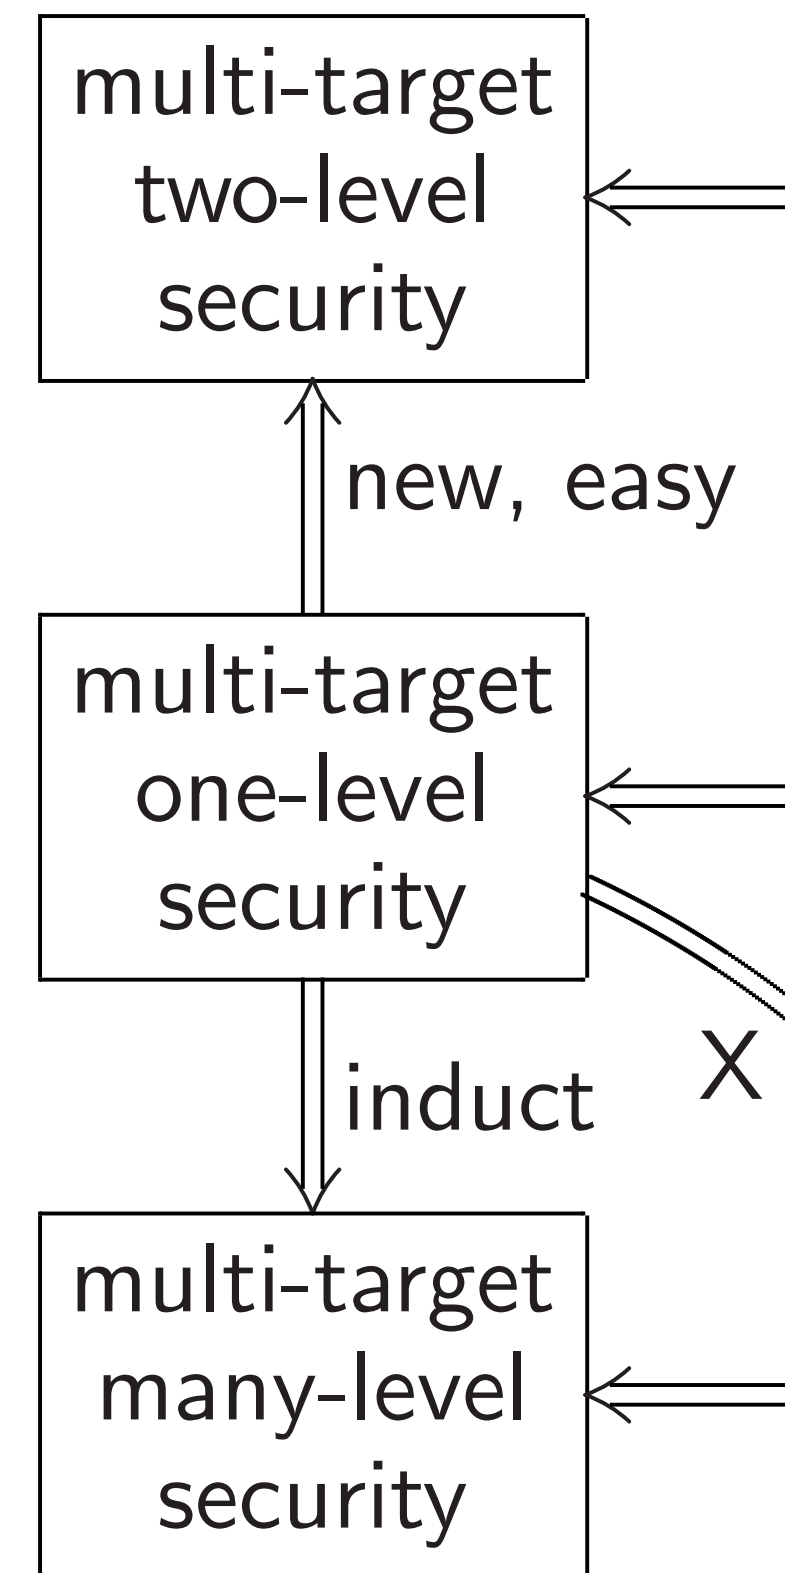 multi-target
two-level
security
new, easy
multi-target
one-level
security
X
induct
multi-target
many-level
security